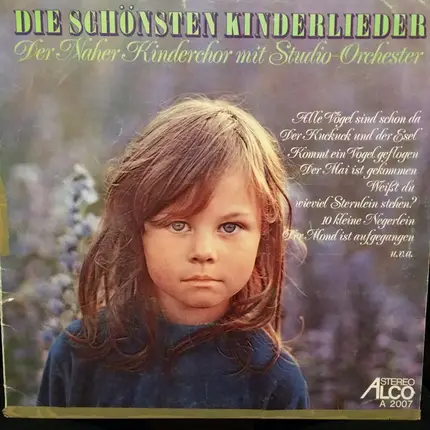 DIE SCHÖNSTEN KINDERLIEDER
Der Naher Kinderchor mit Studio-Orchester
Alle Vögel sind schon da
Der Kuckuck und der Esel
Kommt ein Vogel geflogen
Der Mai ist gekommen
Weißt du
wieviel Sternlein stehen?
10 kleine Negerlein
Der Mond ist aufgegangen
u.v.a.
STEREO
ALCO
A 2007